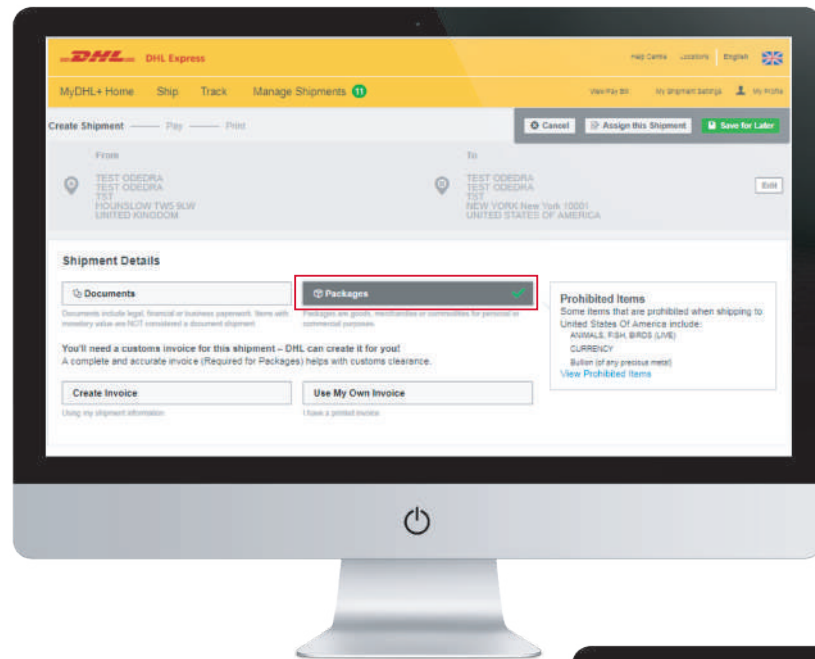 DHL DHL Express
Help Centre Locations English
MyDHL+ Home Ship Track Manage Shipments 11
View/Pay Bill My Shipment Settings My Profile
Create Shipment Pay Print
Cancel Assign this Shipment Save for Later
From
TEST ODEDRA
TEST ODEDRA
TST
HOUNSLOW TW5 9LW
UNITED KINGDOM
To
TEST ODEDRA
TEST ODEDRA
TST
NEW YORK New York 10001
UNITED STATES OF AMERICA
Edit
Shipment Details
Documents
Documents include legal, financial or business paperwork. Items with
monetary value are NOT considered a document shipment
Packages
Packages are goods, merchandise or commodities for personal or
commercial purposes.
You'll need a customs invoice for this shipment – DHL can create it for you!
A complete and accurate invoice (Required for Packages) helps with customs clearance.
Create Invoice
Using my shipment information
Use My Own Invoice
I have a printed invoice
Prohibited Items
Some items that are prohibited when shipping to
United States Of America include:
ANIMALS, FISH, BIRDS (LIVE)
CURRENCY
Bullion (of any precious metal)
View Prohibited Items